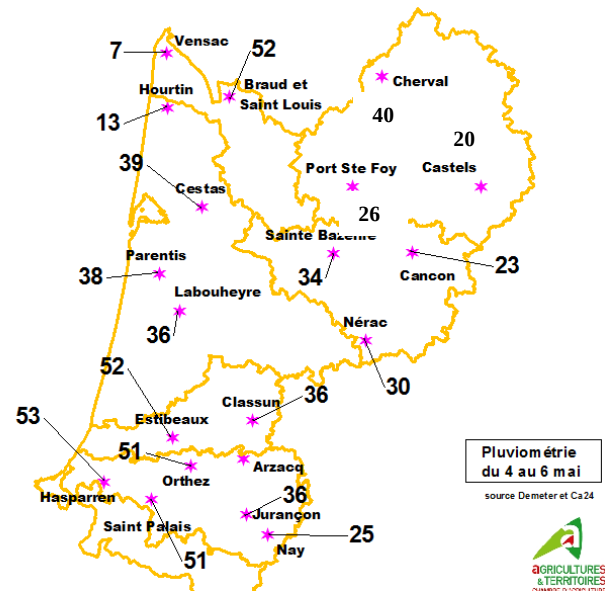 Vensac
7
52
Hourtin
Braud et
Saint Louis
Cherval
13
40
20
39
Port Ste Foy
Castels
Cestas
26
Sainte Bazeille
Parentis
34
Cancon
23
38
Labouheyre
36
Nérac
30
52
Classun
36
53
Estibeaux
51
Orthez
Arzacq
Hasparren
36
Jurançon
Saint Palais
51
Nay
25
Pluviométrie
du 4 au 6 mai
source Demeter et Ca24
aGRICULTURES
& TERRITOIRES
CHAMBRE D'AGRICULTURE